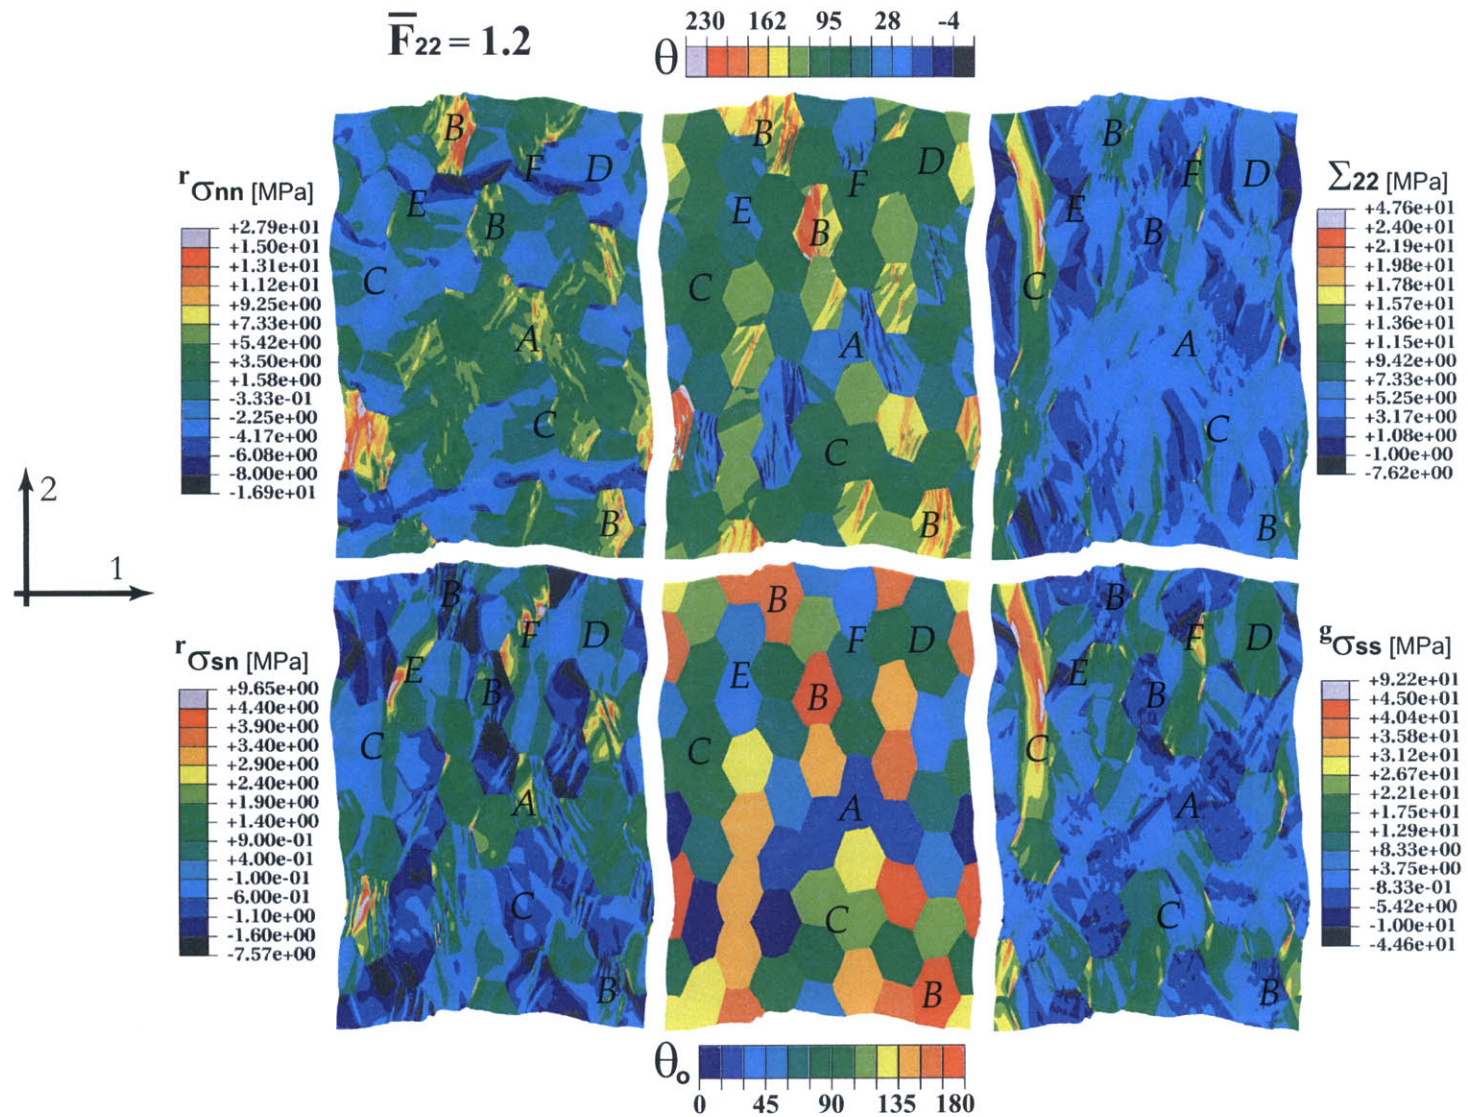 F̅22 = 1.2
230 162 95 28 -4
θ
B B B
F D
F D
F D
E B
E B
E B
C C C
A A A
C C C
B B B
rσnn [MPa]
+2.79e+01
+1.50e+01
+1.31e+01
+1.12e+01
+9.25e+00
+7.33e+00
+5.42e+00
+3.50e+00
+1.58e+00
-3.33e-01
-2.25e+00
-4.17e+00
-6.08e+00
-8.00e+00
-1.69e+01
Σ22 [MPa]
+4.76e+01
+2.40e+01
+2.19e+01
+1.98e+01
+1.78e+01
+1.57e+01
+1.36e+01
+1.15e+01
+9.42e+00
+7.33e+00
+5.25e+00
+3.17e+00
+1.08e+00
-1.00e+00
-7.62e+00
2
1
B B B
F D
F D
F D
E B
E B
E B
C C C
A A A
C C C
B B B
rσsn [MPa]
+9.65e+00
+4.40e+00
+3.90e+00
+3.40e+00
+2.90e+00
+2.40e+00
+1.90e+00
+1.40e+00
+9.00e-01
+4.00e-01
-1.00e-01
-6.00e-01
-1.10e+00
-1.60e+00
-7.57e+00
gσss [MPa]
+9.22e+01
+4.50e+01
+4.04e+01
+3.58e+01
+3.12e+01
+2.67e+01
+2.21e+01
+1.75e+01
+1.29e+01
+8.33e+00
+3.75e+00
-8.33e-01
-5.42e+00
-1.00e+01
-4.46e+01
θo
0 45 90 135 180